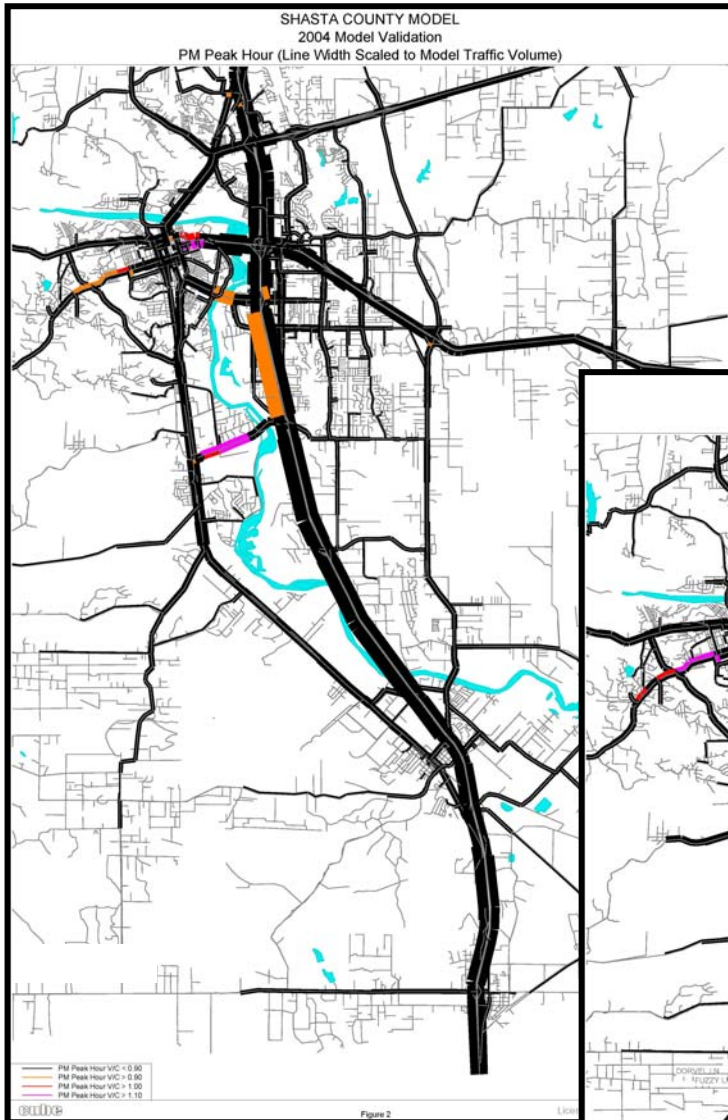 SHASTA COUNTY MODEL
2004 Model Validation
PM Peak Hour (Line Width Scaled to Model Traffic Volume)
PM Peak Hour V/C < 0.90
PM Peak Hour V/C > 0.90
PM Peak Hour V/C > 1.00
PM Peak Hour V/C > 1.10
cube
Figure 2
Licen
DORVEL LN
FUZZY